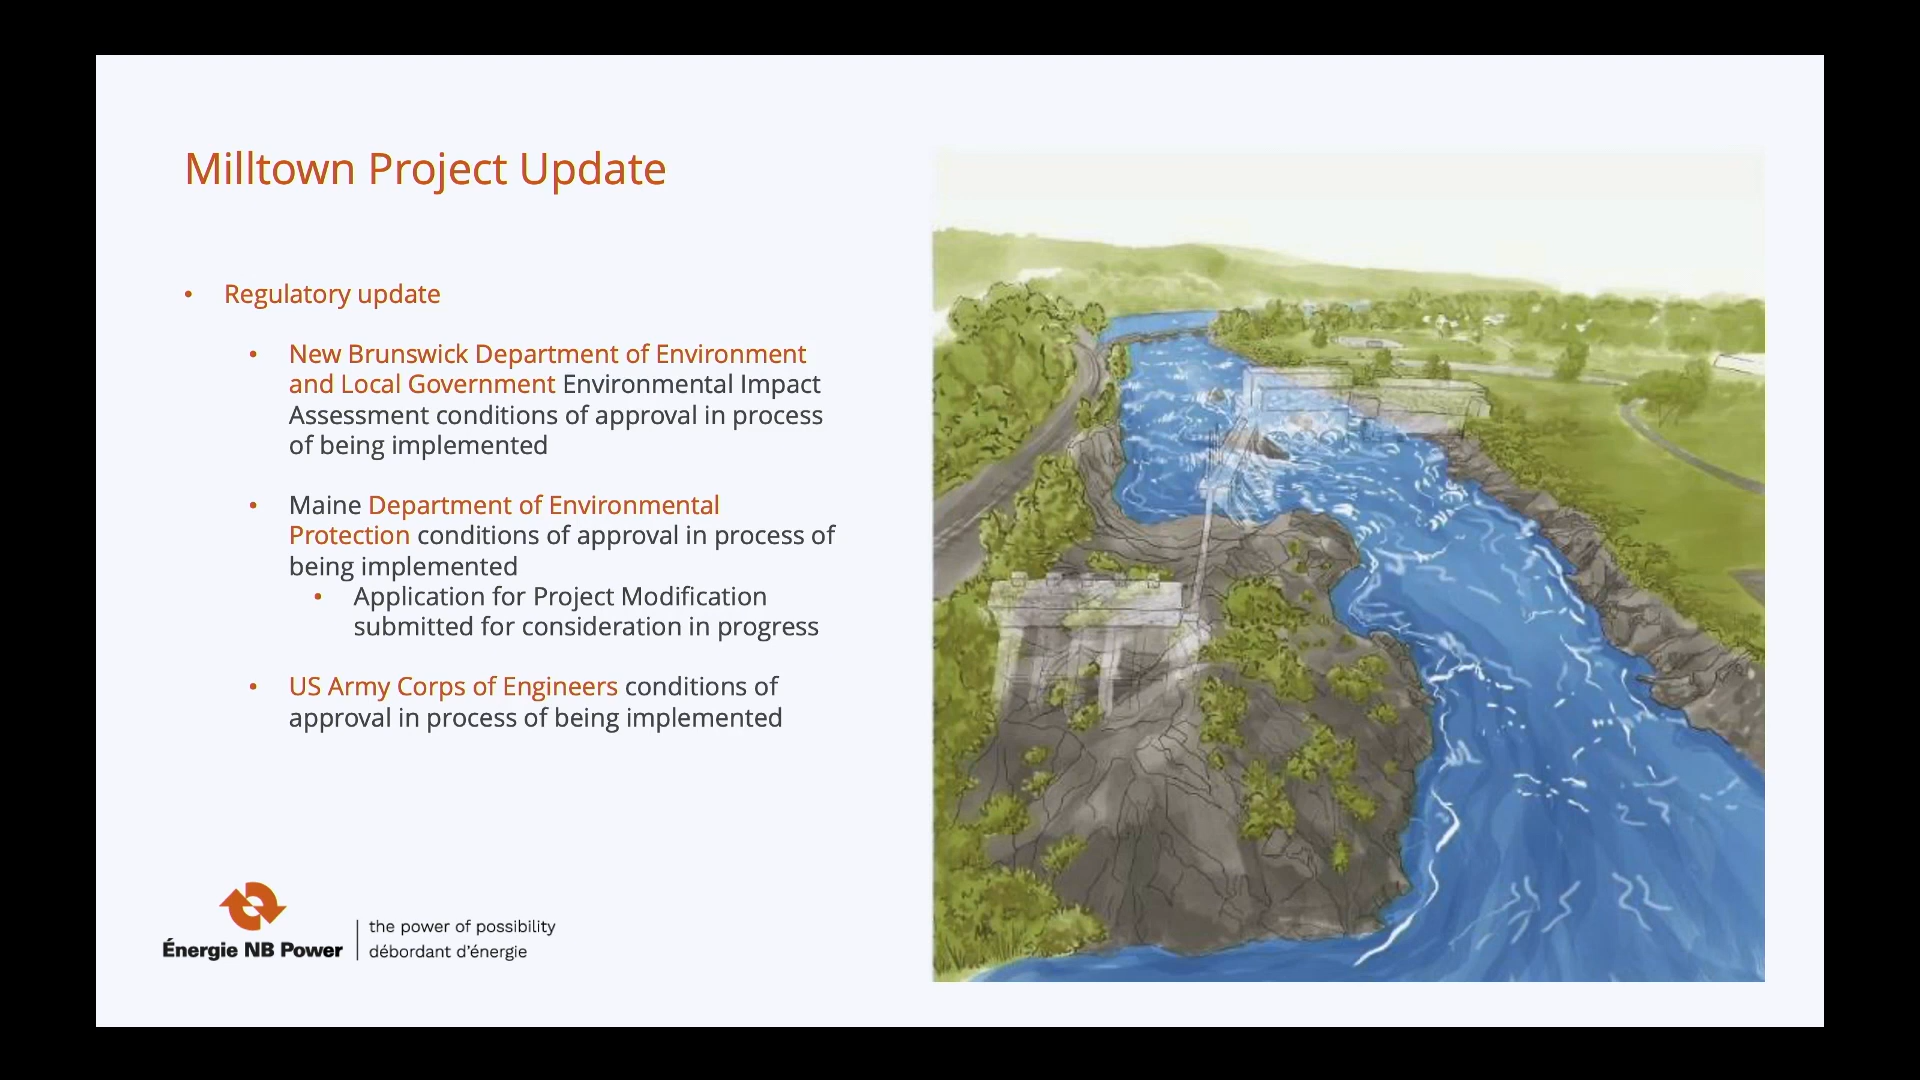 Milltown Project Update
• Regulatory update
• New Brunswick Department of Environment
and Local Government Environmental Impact
Assessment conditions of approval in process
of being implemented
• Maine Department of Environmental
Protection conditions of approval in process of
being implemented
• Application for Project Modification
submitted for consideration in progress
• US Army Corps of Engineers conditions of
approval in process of being implemented
Énergie NB Power
the power of possibility
débordant d'énergie